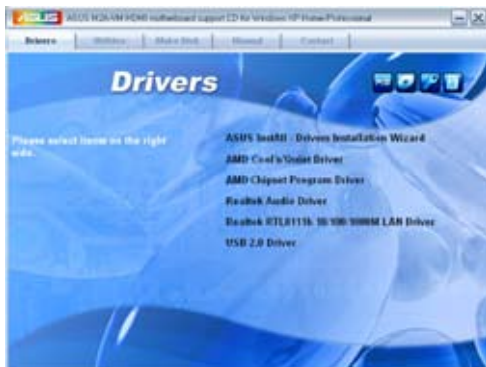 ASUS M2A-VM HDMI motherboard support CD for Windows XP Home/Professional
Drivers Utilities Make Disk Manual Contact
Drivers
Please select items on the right side.
ASUS InstAll - Drivers Installation Wizard
AMD Cool'n'Quiet Driver
AMD Chipset Program Driver
Realtek Audio Driver
Realtek RTL8111b 10/100/1000M LAN Driver
USB 2.0 Driver